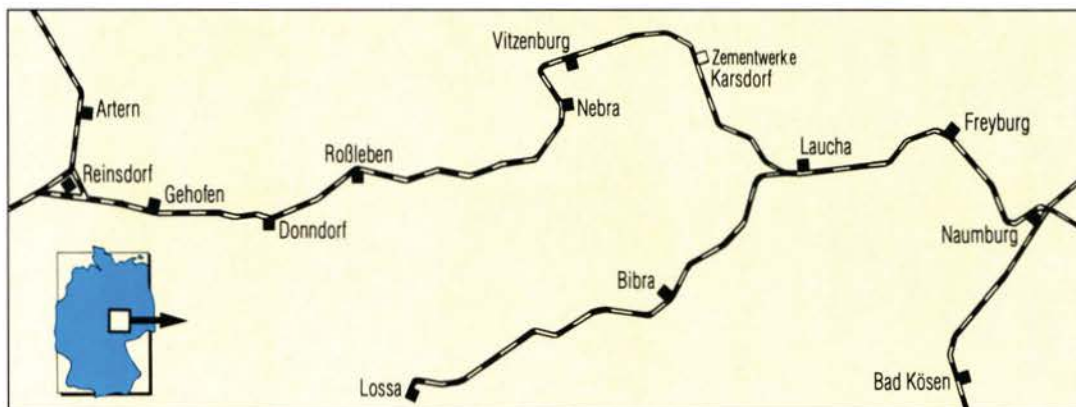 Vitzenburg
Zementwerke
Karsdorf
Artern
Nebra
Freyburg
Laucha
Roßleben
Reinsdorf
Gehofen
Donndorf
Naumburg
Bibra
Lossa
Bad Kösen